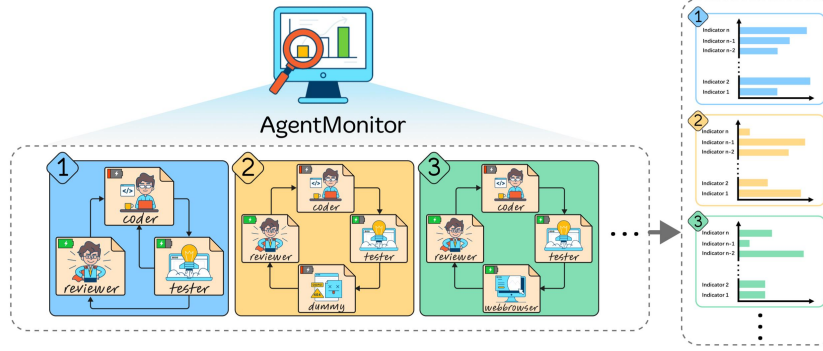 AgentMonitor
1
coder
reviewer
tester
2
coder
reviewer
tester
dummy
3
coder
reviewer
tester
webbrowser
1
Indicator n
Indicator n-1
Indicator n-2
Indicator 2
Indicator 1
2
Indicator n
Indicator n-1
Indicator n-2
Indicator 2
Indicator 1
3
Indicator n
Indicator n-1
Indicator n-2
Indicator 2
Indicator 1